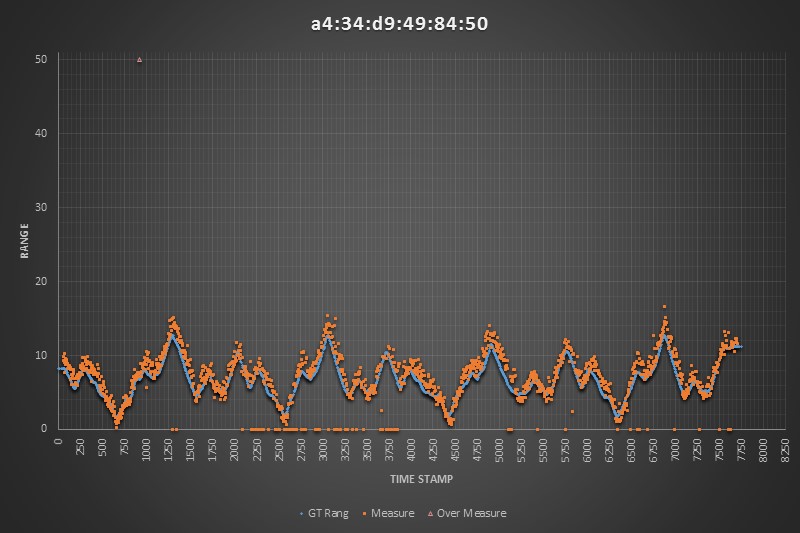 a4:34:d9:49:84:50
50
40
30
20
10
0
RANGE
0 250 500 750 1000 1250 1500 1750 2000 2250 2500 2750 3000 3250 3500 3750 4000 4250 4500 4750 5000 5250 5500 5750 6000 6250 6500 6750 7000 7250 7500 7750 8000 8250
TIME STAMP
GT Rang Measure Over Measure